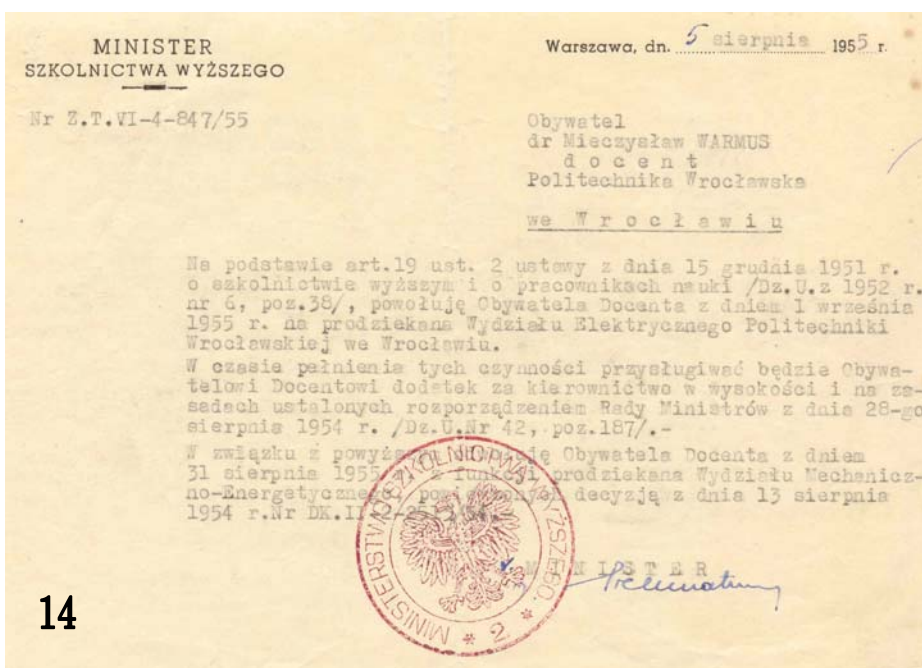 MINISTER
SZKOLNICTWA WYŻSZEGO
Warszawa, dn. 5 sierpnia 1955 r.
Nr Z.T.VI-4-847/55
Obywatel
dr Mieczysław WARMUS
docent
Politechnika Wrocławska
we Wrocławiu
Na podstawie art.19 ust. 2 ustawy z dnia 15 grudnia 1951 r.
o szkolnictwie wyższym i o pracownikach nauki /Dz.U.z 1952 r.
nr 6, poz.38/, powołuję Obywatela Docenta z dniem 1 września
1955 r. na prodziekana Wydziału Elektrycznego Politechniki
Wrocławskiej we Wrocławiu.
W czasie pełnienia tych czynności przysługiwać będzie Obywa-
telowi Docentowi dodatek za kierownictwo w wysokości i na za-
sadach ustalonych rozporządzeniem Rady Ministrów z dnia 28-go
sierpnia 1954 r. /Dz.U.Nr 42, poz.187/.-
W związku z powyższym Obywatela Docenta z dniem
31 sierpnia 1955 r. z funkcji prodziekana Wydziału Mechanicz-
no-Energetycznego decyzją z dnia 13 sierpnia
1954 r.Nr
MINISTER
MINISTERSTWO SZKOLNICTWA WYŻSZEGO * 2 *
14